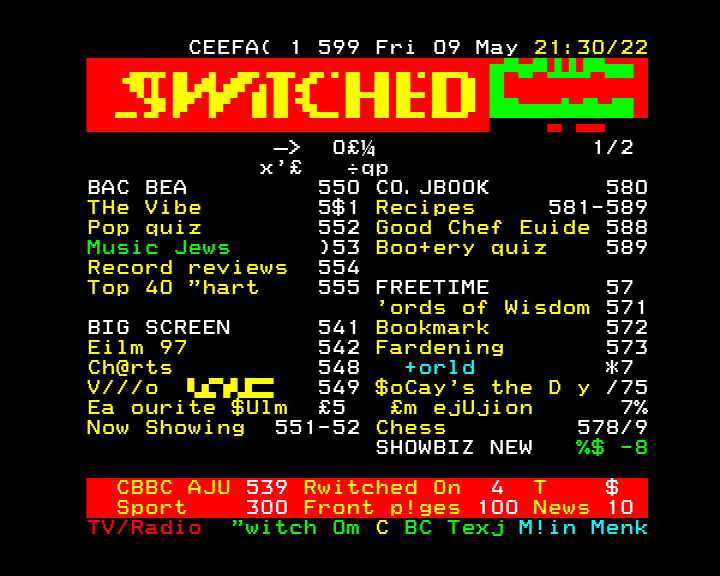 CEEFA( 1 599 Fri 09 May 21:30/22
SWITCHED
—> O£¼ 1/2
x'£ ÷qp
BAC BEA 550 CO.JBOOK 580
THe Vibe 5$1 Recipes 581-589
Pop quiz 552 Good Chef Euide 588
Music Jews )53 Boo+ery quiz 589
Record reviews 554
Top 40 "hart 555 FREETIME 57
'ords of Wisdom 571
BIG SCREEN 541 Bookmark 572
Eilm 97 542 Fardening 573
Ch@rts 548 +orld *7
V///o 549 $oCay's the D y /75
Ea ourite $Ulm £5 £m ejUjion 7%
Now Showing 551-52 Chess 578/9
SHOWBIZ NEW %$ -8
CBBC AJU 539 Rwitched On 4 T $
Sport 300 Front p!ges 100 News 10
TV/Radio "witch Om C BC Texj M!in Menk